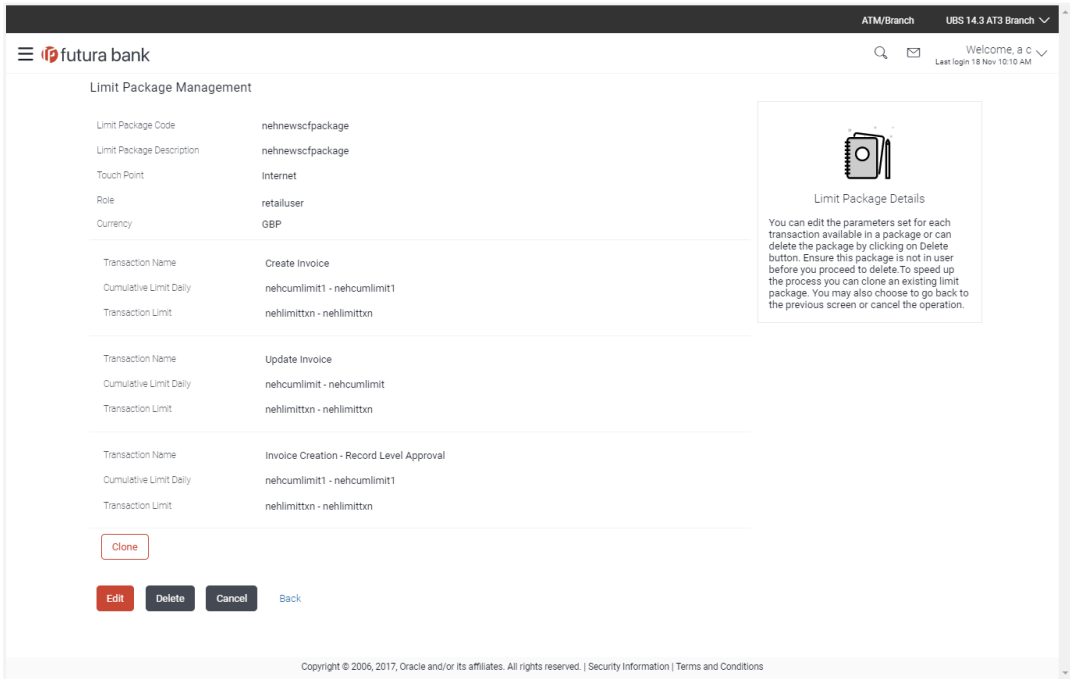 ATM/Branch UBS 14.3 AT3 Branch
futura bank
Welcome, a c
Last login 18 Nov 10:10 AM
Limit Package Management
Limit Package Code nehnewscfpackage
Limit Package Description nehnewscfpackage
Touch Point Internet
Role retailuser
Currency GBP
Transaction Name Create Invoice
Cumulative Limit Daily nehcumlimit1 - nehcumlimit1
Transaction Limit nehlimittxn - nehlimittxn
Transaction Name Update Invoice
Cumulative Limit Daily nehcumlimit - nehcumlimit
Transaction Limit nehlimittxn - nehlimittxn
Transaction Name Invoice Creation - Record Level Approval
Cumulative Limit Daily nehcumlimit1 - nehcumlimit1
Transaction Limit nehlimittxn - nehlimittxn
Clone
Edit Delete Cancel Back
Limit Package Details
You can edit the parameters set for each
transaction available in a package or can
delete the package by clicking on Delete
button. Ensure this package is not in user
before you proceed to delete.To speed up
the process you can clone an existing limit
package. You may also choose to go back to
the previous screen or cancel the operation.
Copyright © 2006, 2017, Oracle and/or its affiliates. All rights reserved. | Security Information | Terms and Conditions